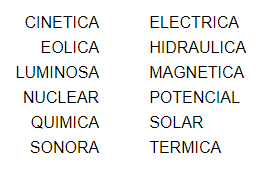 CINETICA ELECTRICA
EOLICA HIDRAULICA
LUMINOSA MAGNETICA
NUCLEAR POTENCIAL
QUIMICA SOLAR
SONORA TERMICA